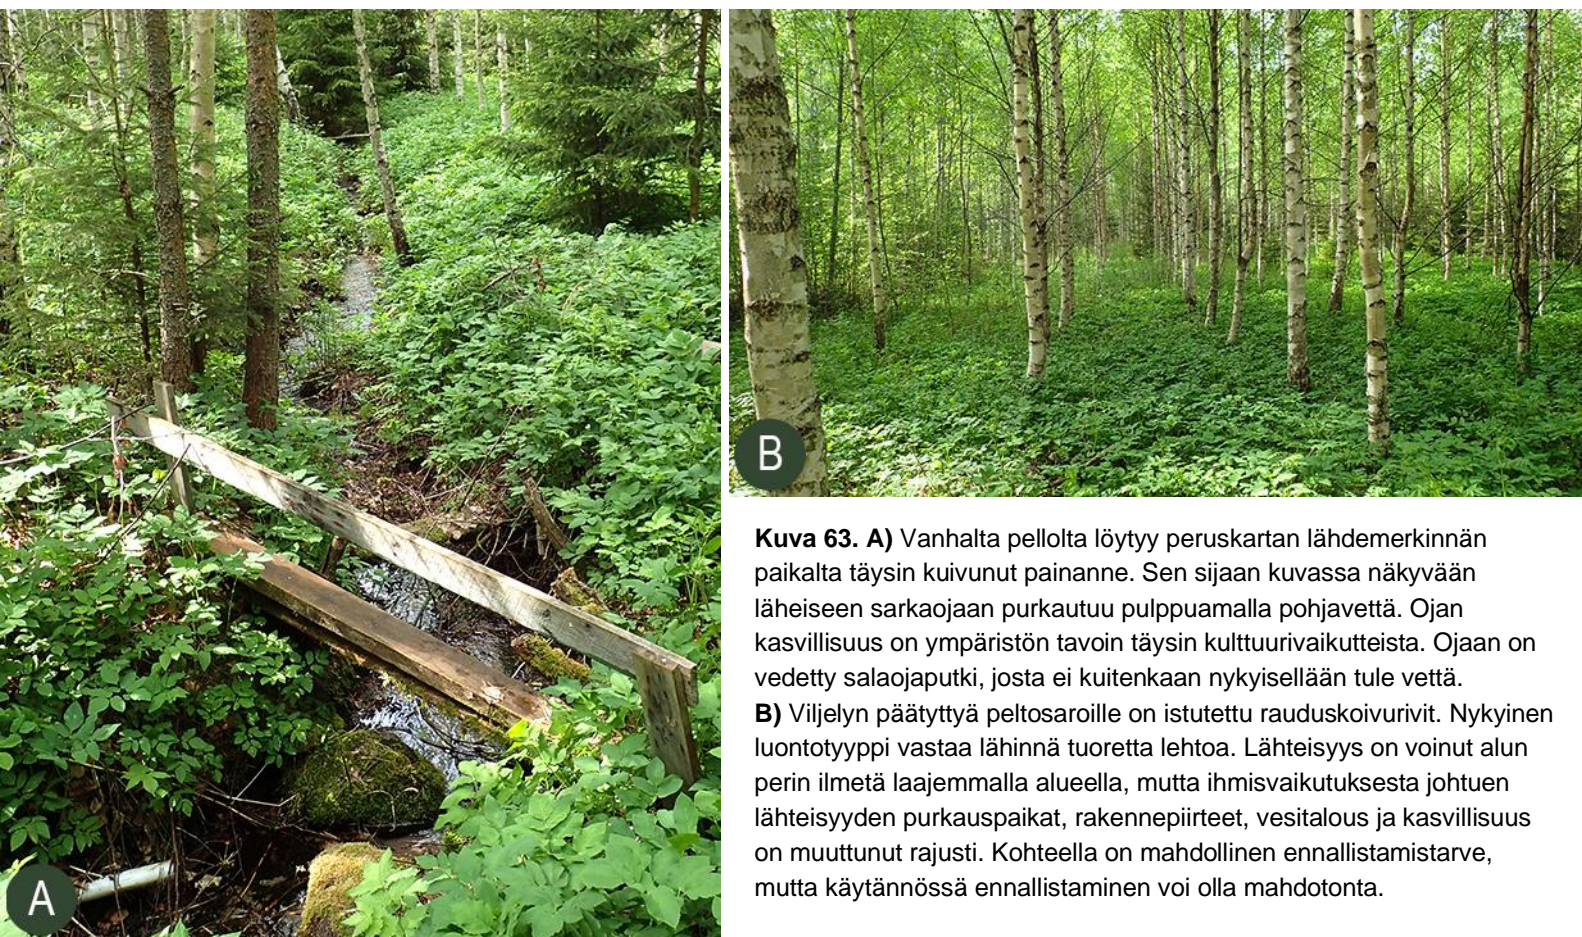 A
B
Kuva 63. A) Vanhalta pellolta löytyy peruskartan lähdemerkinnän
paikalta täysin kuivunut painanne. Sen sijaan kuvassa näkyvään
läheiseen sarkaojaan purkautuu pulppuamalla pohjavettä. Ojan
kasvillisuus on ympäristön tavoin täysin kulttuurivaikutteista. Ojaan on
vedetty salaojaputki, josta ei kuitenkaan nykyisellään tule vettä.
B) Viljelyn päätyttyä peltosaroille on istutettu rauduskoivurivit. Nykyinen
luontotyyppi vastaa lähinnä tuoretta lehtoa. Lähteisyys on voinut alun
perin ilmetä laajemmalla alueella, mutta ihmisvaikutuksesta johtuen
lähteisyyden purkauspaikat, rakennepiirteet, vesitalous ja kasvillisuus
on muuttunut rajusti. Kohteella on mahdollinen ennallistamistarve,
mutta käytännössä ennallistaminen voi olla mahdotonta.